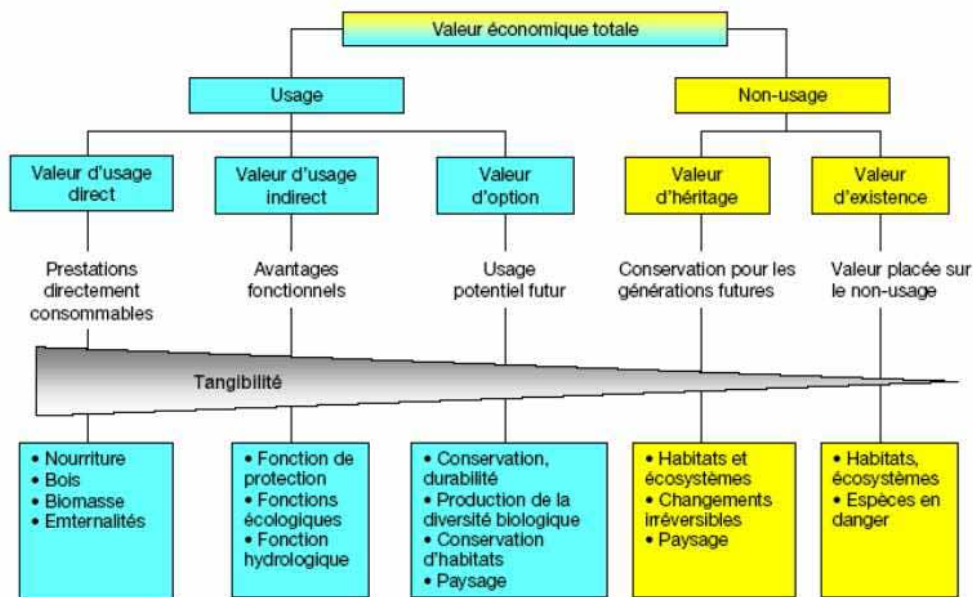 Valeur économique totale
Usage
Non-usage
Valeur d'usage
direct
Valeur d'usage
indirect
Valeur
d'option
Valeur
d'héritage
Valeur
d'existence
Prestations
directement
consommables
Avantages
fonctionnels
Usage
potentiel futur
Conservation pour les
générations futures
Valeur placée sur
le non-usage
Tangibilité
• Nourriture
• Bois
• Biomasse
• Emternalités
• Fonction de
protection
• Fonctions
écologiques
• Fonction
hydrologique
• Conservation,
durabilité
• Production de la
diversité biologique
• Conservation
d'habitats
• Paysage
• Habitats et
écosystèmes
• Changements
irréversibles
• Paysage
• Habitats,
écosystèmes
• Espèces en
danger